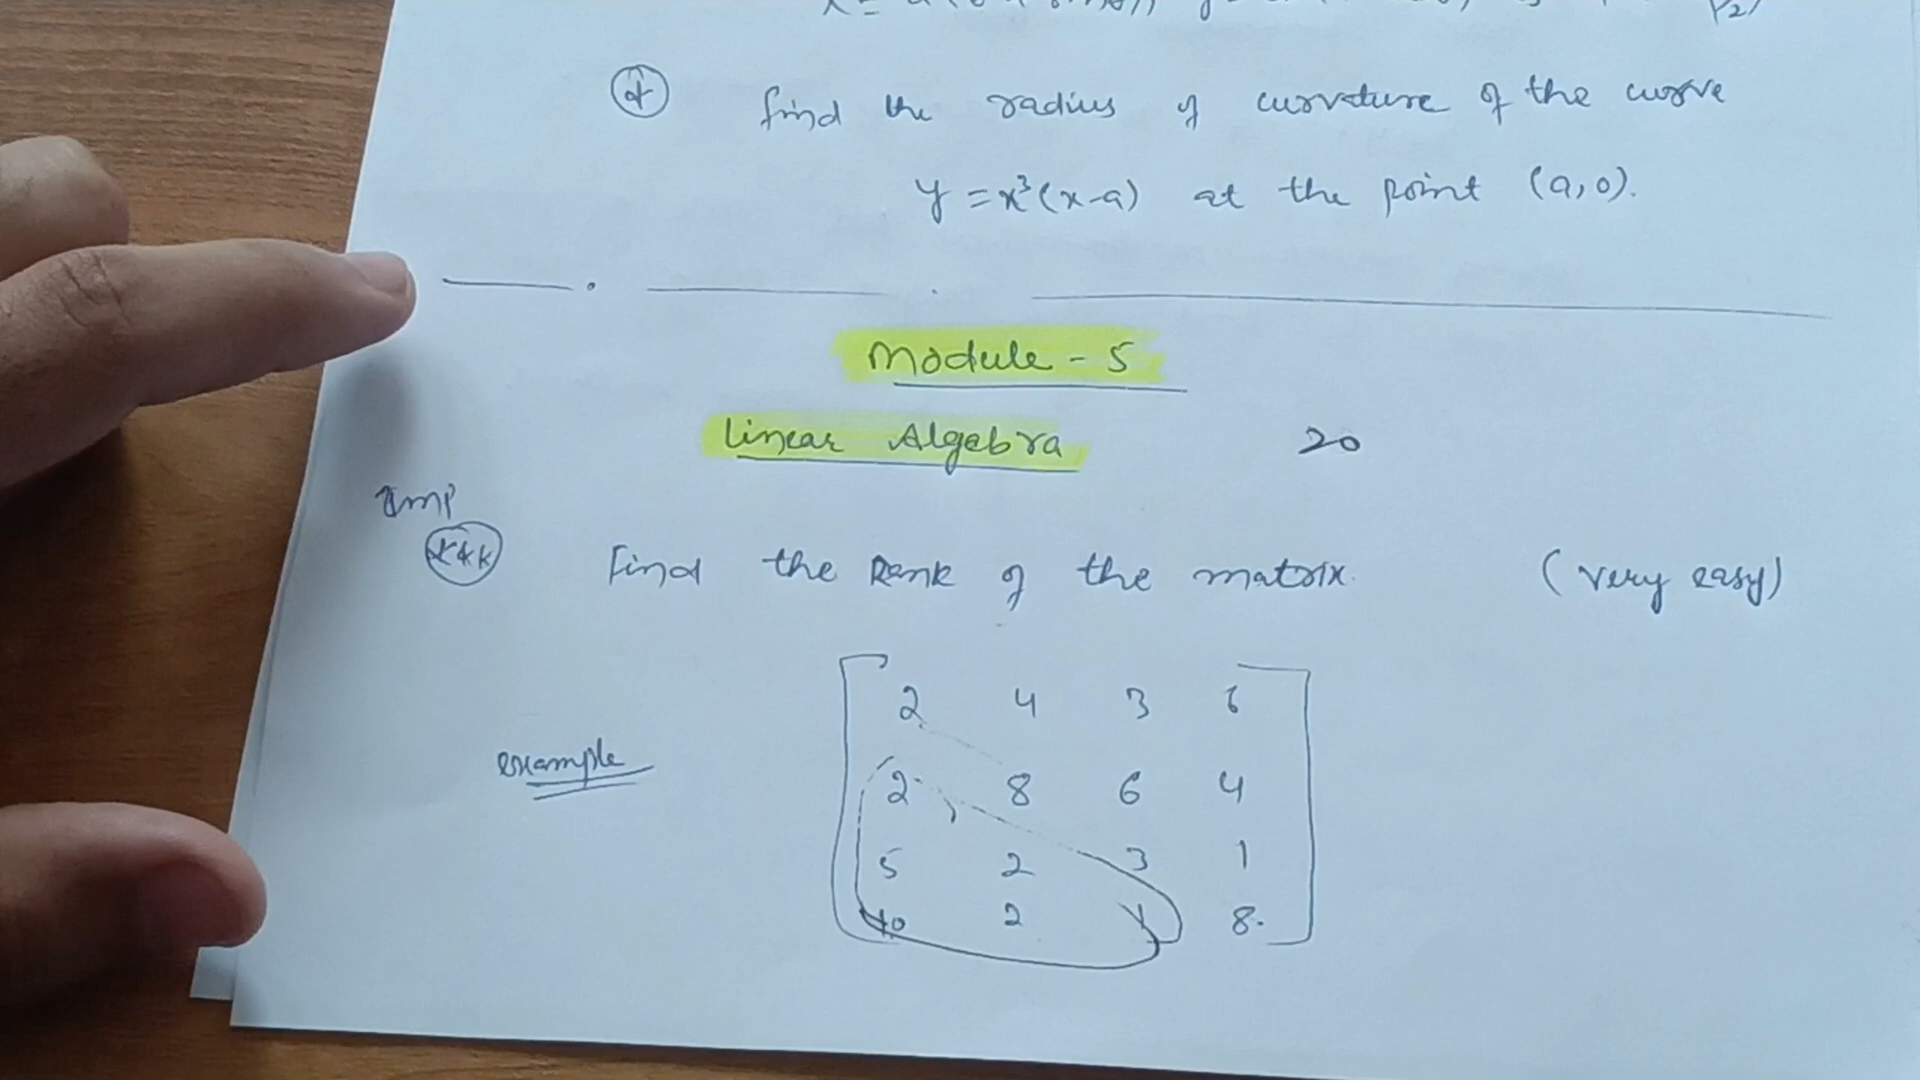 find the radius of curvature of the curve
y = x³(x-a) at the point (a,0).
Module - 5
Linear Algebra 20
Imp
Find the Rank of the matrix. (very easy)
2 4 3 6
example
2 8 6 4
5 2 3 1
10 2 1 8.